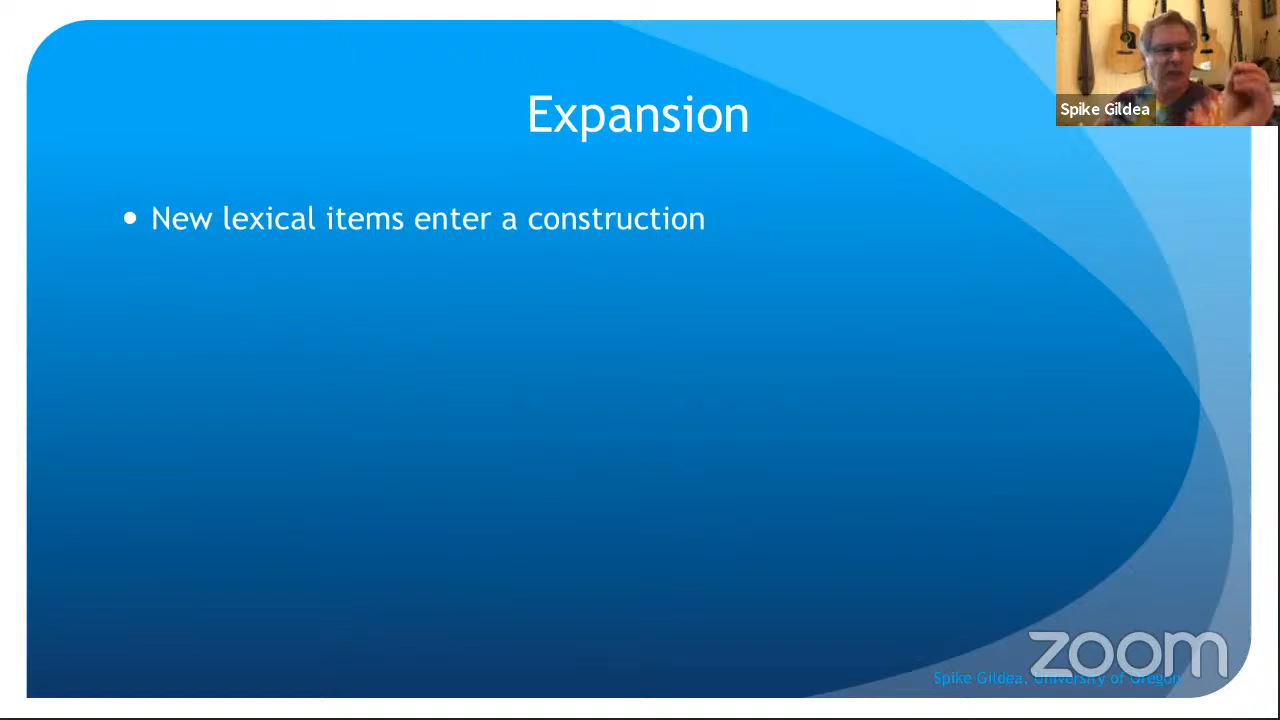 Expansion
Spike Gildea
• New lexical items enter a construction
zoom
Spike Gildea, University of Oregon